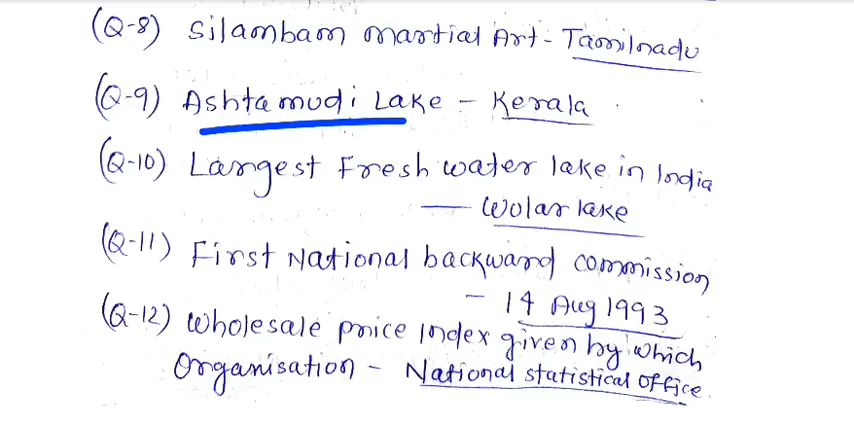 (Q-8) Silambam martial Art - Tamilnadu
(Q-9) Ashtamudi Lake - Kerala
(Q-10) Largest Fresh water lake in India
— Wular lake
(Q-11) First National backward commission
- 14 Aug 1993
(Q-12) Wholesale price Index given by which
Organisation - National statistical office.